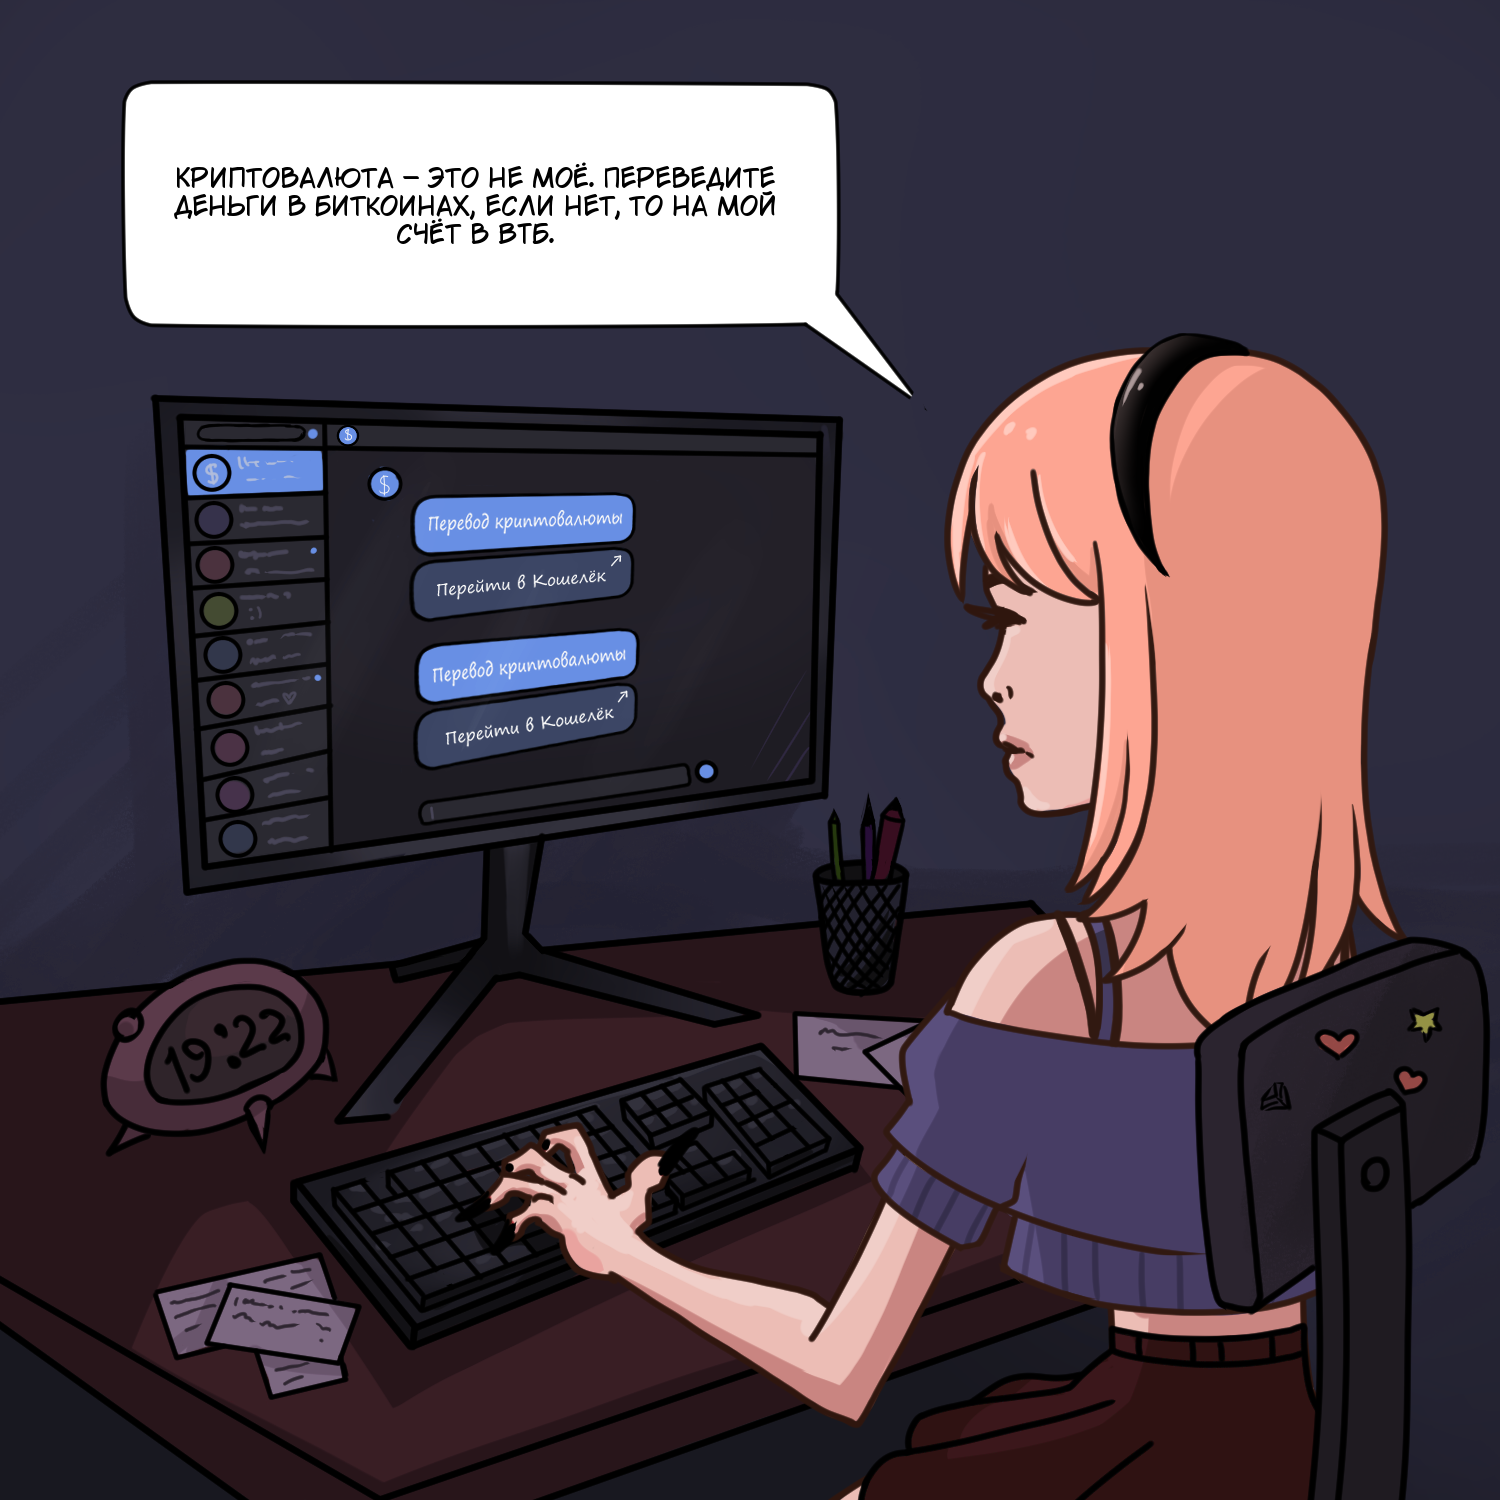 КРИПТОВАЛЮТА – ЭТО НЕ МОЁ. ПЕРЕВЕДИТЕ
ДЕНЬГИ В БИТКОИНАХ, ЕСЛИ НЕТ, ТО НА МОЙ
СЧЁТ В ВТБ.
$
$
$
Перевод криптовалюты
Перейти в Кошелёк
:)
Перевод криптовалюты
Перейти в Кошелёк
19:22